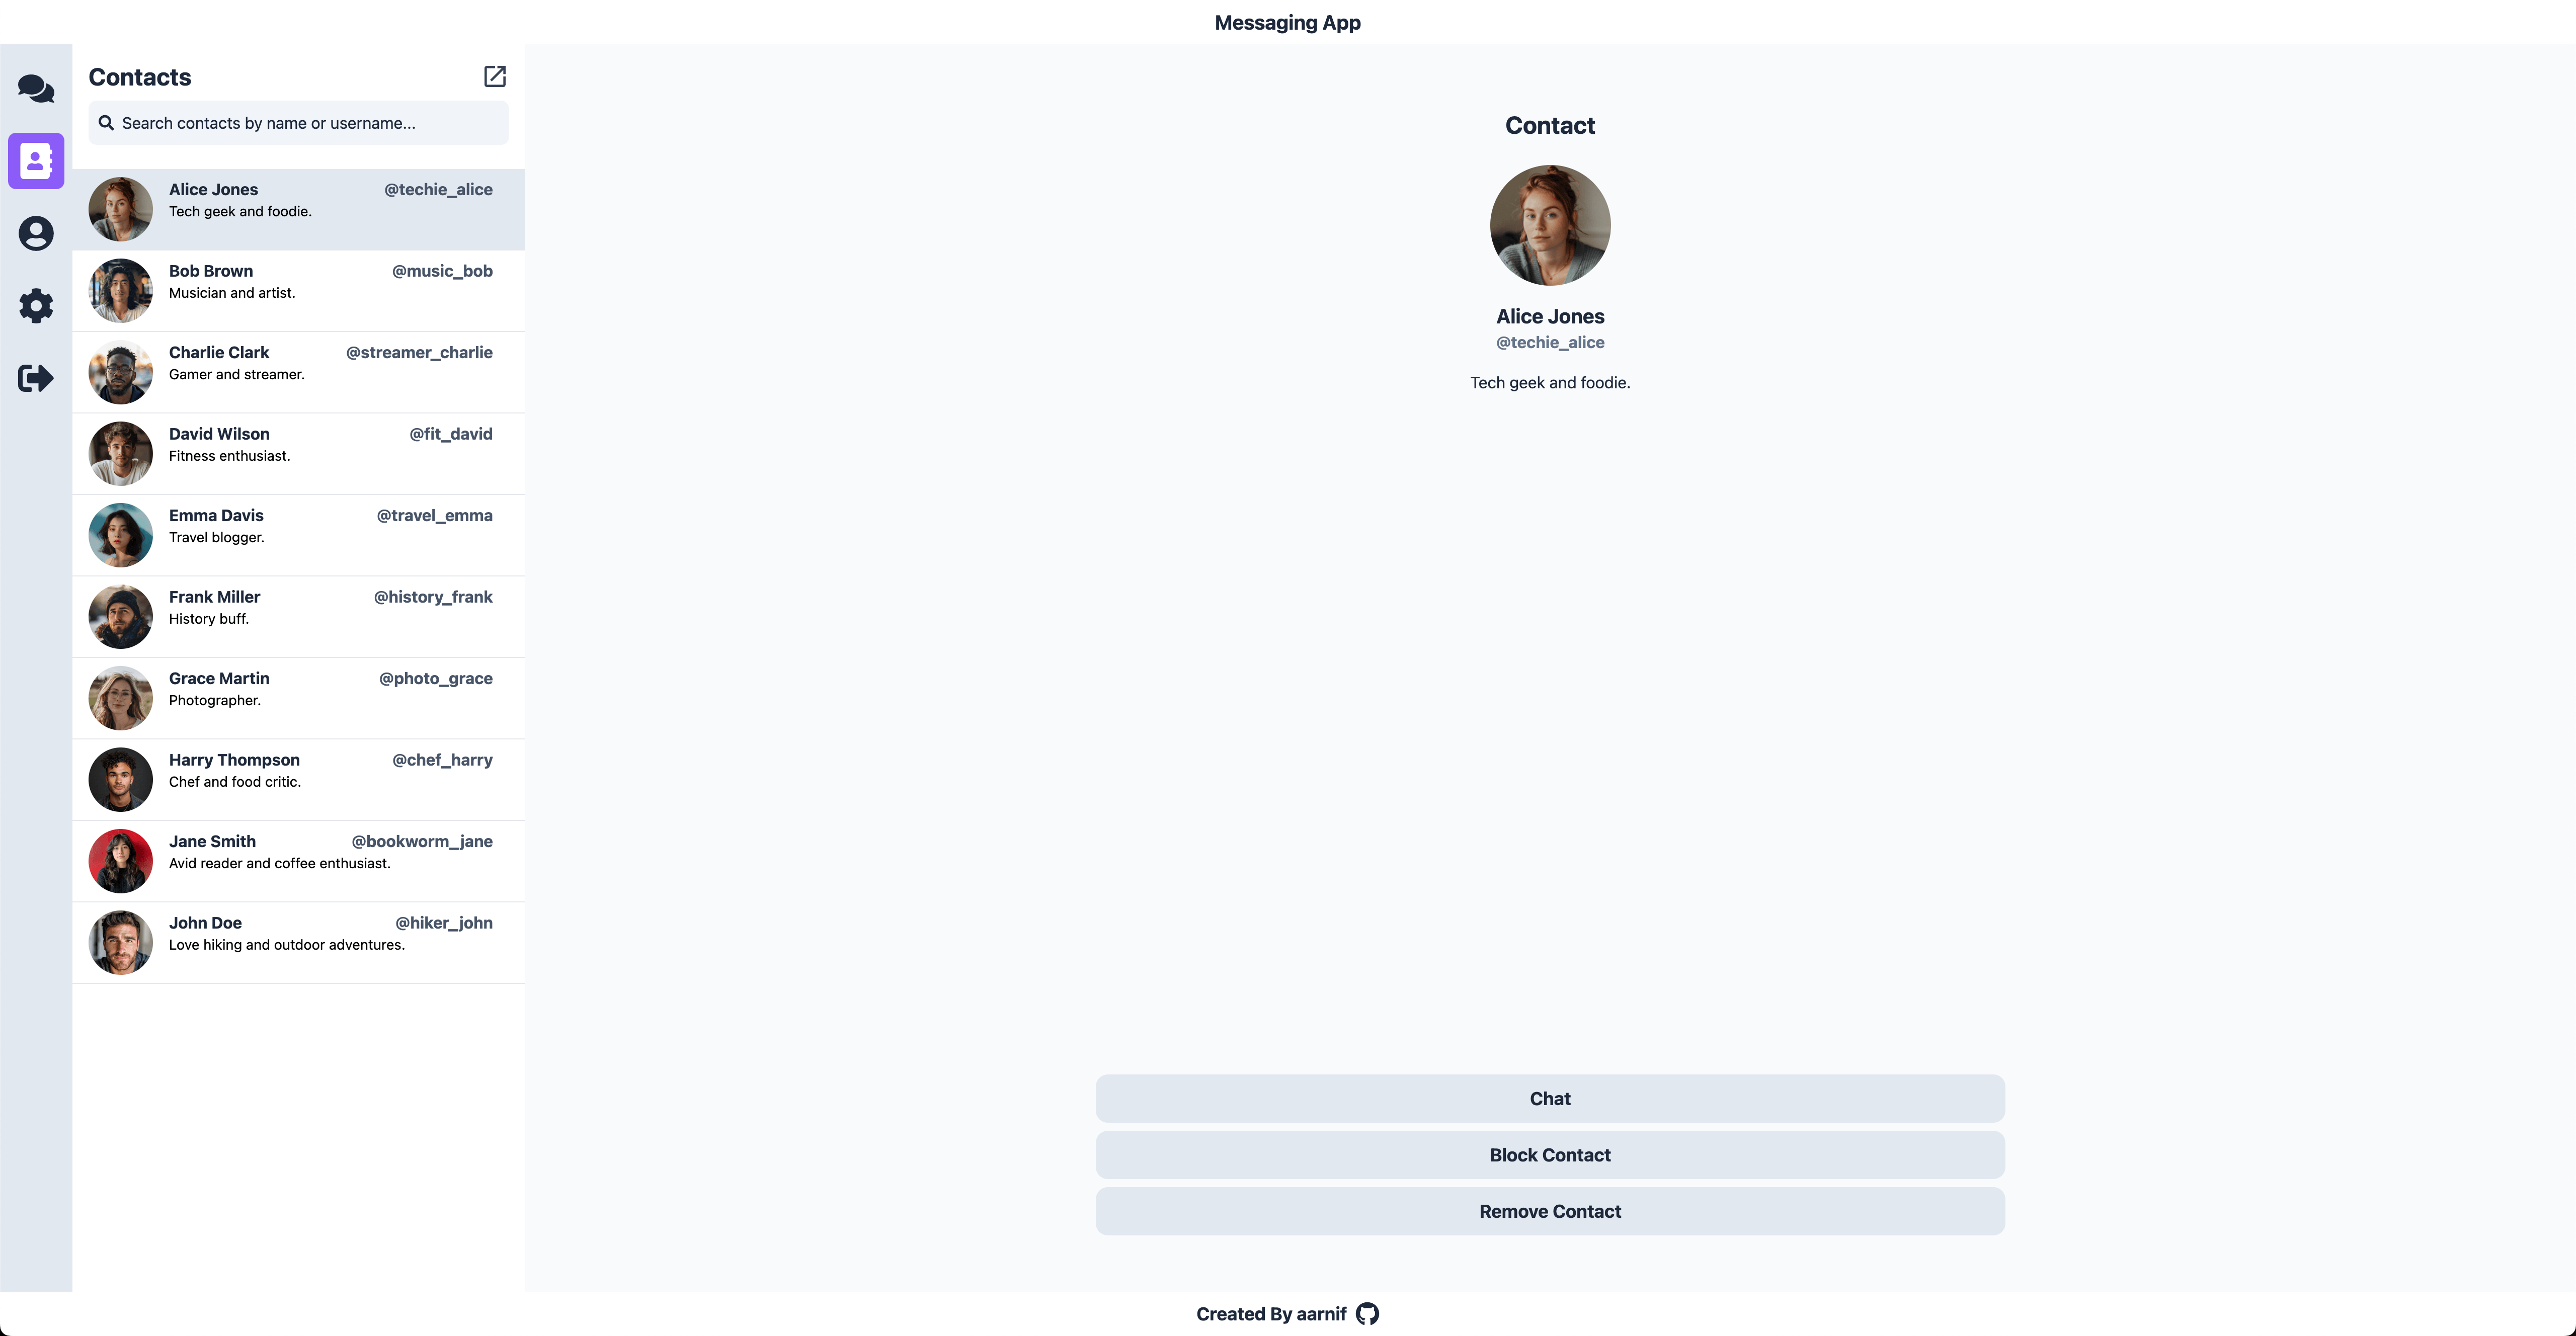 Messaging App
Contacts
Search contacts by name or username...
Alice Jones @techie_alice
Tech geek and foodie.
Bob Brown @music_bob
Musician and artist.
Charlie Clark @streamer_charlie
Gamer and streamer.
David Wilson @fit_david
Fitness enthusiast.
Emma Davis @travel_emma
Travel blogger.
Frank Miller @history_frank
History buff.
Grace Martin @photo_grace
Photographer.
Harry Thompson @chef_harry
Chef and food critic.
Jane Smith @bookworm_jane
Avid reader and coffee enthusiast.
John Doe @hiker_john
Love hiking and outdoor adventures.
Contact
Alice Jones
@techie_alice
Tech geek and foodie.
Chat
Block Contact
Remove Contact
Created By aarnif